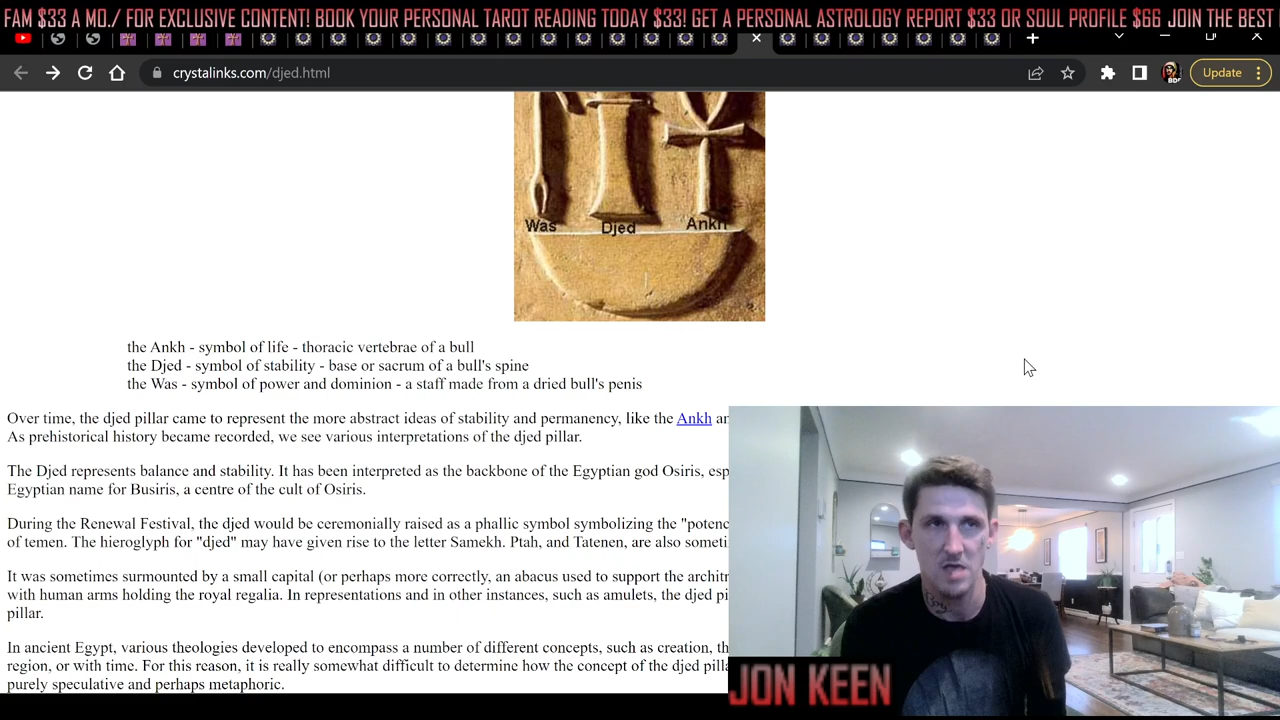 FAM $33 A MO./ FOR EXCLUSIVE CONTENT! BOOK YOUR PERSONAL TAROT READING TODAY $33! GET A PERSONAL ASTROLOGY REPORT $33 OR SOUL PROFILE $66 JOIN THE BEST
crystalinks.com/djed.html
Update
Was Djed Ankh
the Ankh - symbol of life - thoracic vertebrae of a bull
the Djed - symbol of stability - base or sacrum of a bull's spine
the Was - symbol of power and dominion - a staff made from a dried bull's penis
Over time, the djed pillar came to represent the more abstract ideas of stability and permanency, like the Ankh
As prehistorical history became recorded, we see various interpretations of the djed pillar.
The Djed represents balance and stability. It has been interpreted as the backbone of the Egyptian god Osiris,
Egyptian name for Busiris, a centre of the cult of Osiris.
During the Renewal Festival, the djed would be ceremonially raised as a phallic symbol symbolizing the
of temen. The hieroglyph for "djed" may have given rise to the letter Samekh. Ptah, and Tatenen, are also
It was sometimes surmounted by a small capital (or perhaps more correctly, an abacus used to support the
with human arms holding the royal regalia. In representations and in other instances, such as amulets, the djed
pillar.
In ancient Egypt, various theologies developed to encompass a number of different concepts, such as creation,
region, or with time. For this reason, it is really somewhat difficult to determine how the concept of the djed
purely speculative and perhaps metaphoric.
JON KEEN